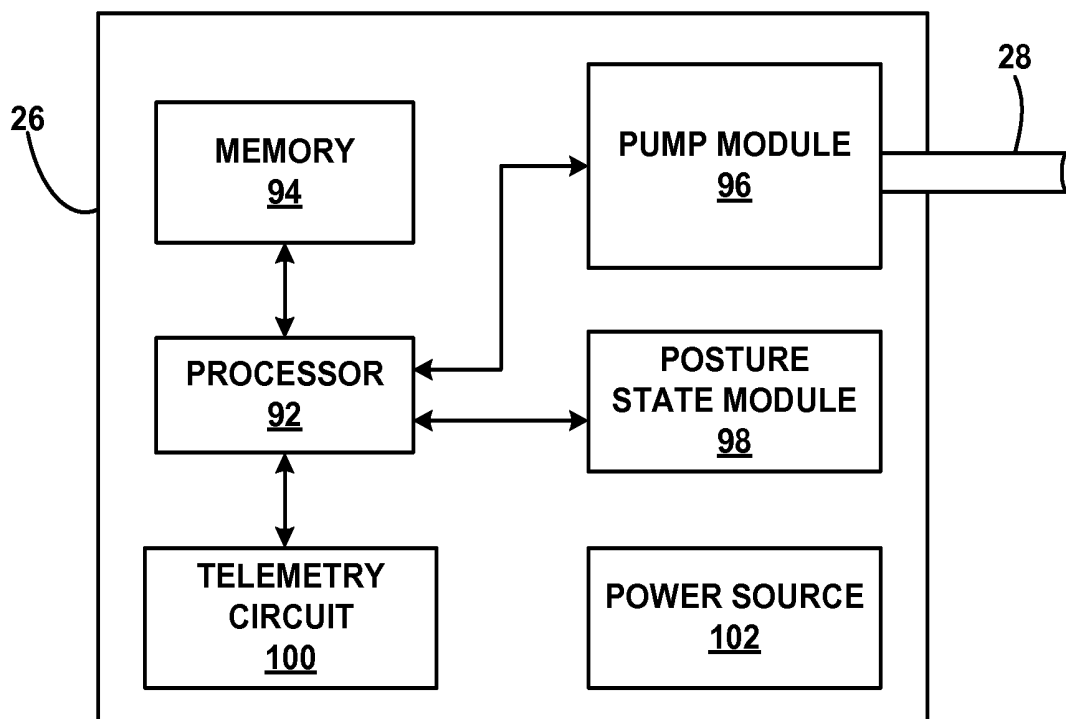 26
28
MEMORY
94
PUMP MODULE
96
PROCESSOR
92
POSTURE
STATE MODULE
98
TELEMETRY
CIRCUIT
100
POWER SOURCE
102